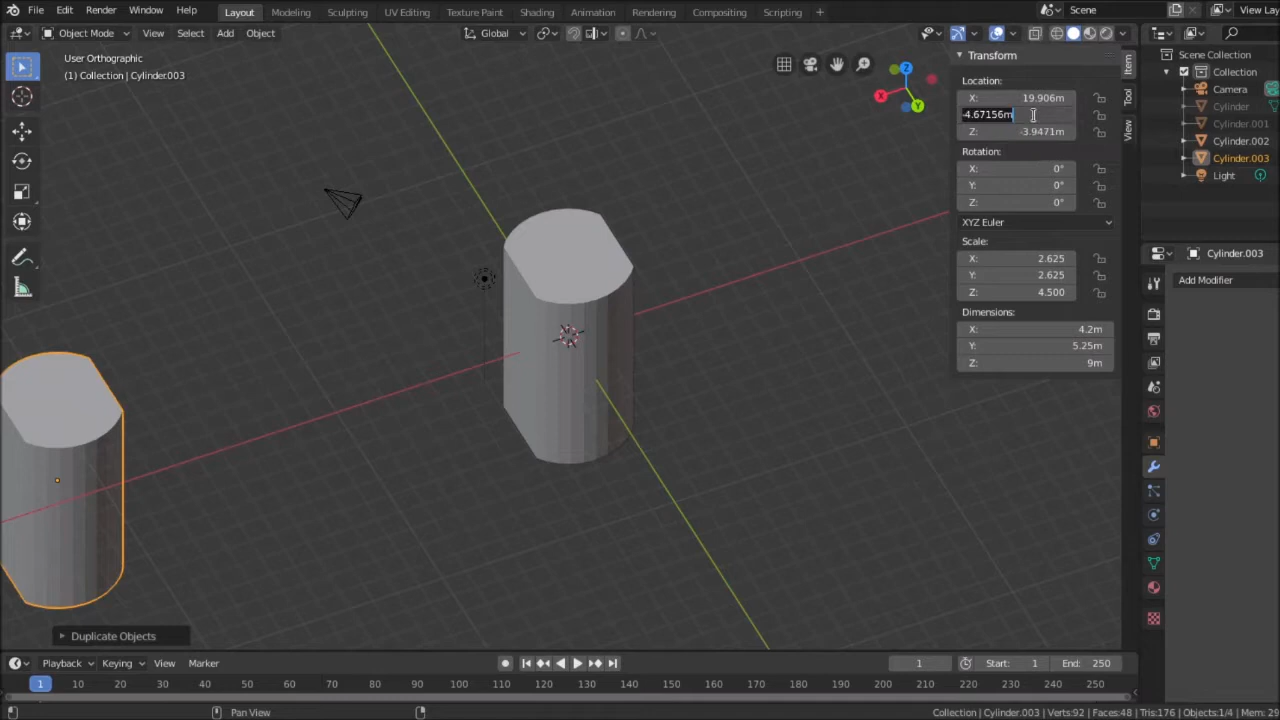 File Edit Render Window Help Layout Modeling Sculpting UV Editing Texture Paint Shading Animation Rendering Compositing Scripting + Scene View Lay
Object Mode View Select Add Object Global
User Orthographic
(1) Collection | Cylinder.003
Z
X
Y
Transform
Location:
X: 19.906m
-4.67156m
Z: -3.9471m
Rotation:
X: 0°
Y: 0°
Z: 0°
XYZ Euler
Scale:
X: 2.625
Y: 2.625
Z: 4.500
Dimensions:
X: 4.2m
Y: 5.25m
Z: 9m
Item
Tool
View
Scene Collection
Collection
Camera
Cylinder
Cylinder.001
Cylinder.002
Cylinder.003
Light
Cylinder.003
Add Modifier
Duplicate Objects
Playback Keying View Marker 1 Start: 1 End: 250
1 10 20 30 40 50 60 70 80 90 100 110 120 130 140 150 160 170 180 190 200 210 220 230 240 250
Pan View Collection | Cylinder.003 | Verts:92 | Faces:48 | Tris:176 | Objects:1/4 | Mem: 29